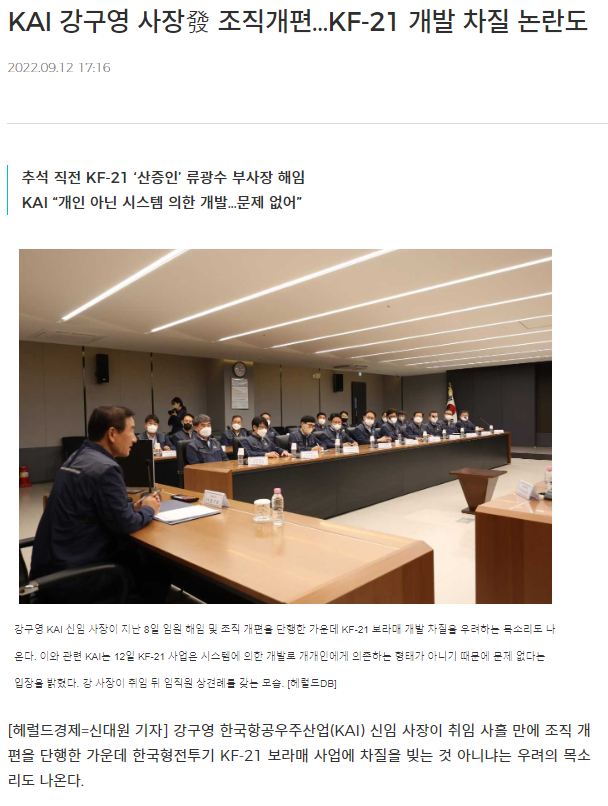 KAI 강구영 사장發 조직개편…KF-21 개발 차질 논란도
2022.09.12 17:16
추석 직전 KF-21 ‘산증인’ 류광수 부사장 해임
KAI “개인 아닌 시스템 의한 개발…문제 없어”
강구영 KAI 신임 사장이 지난 8일 임원 해임 및 조직 개편을 단행한 가운데 KF-21 보라매 개발 차질을 우려하는 목소리도 나
온다. 이와 관련 KAI는 12일 KF-21 사업은 시스템에 의한 개발로 개개인에게 의존하는 형태가 아니기 때문에 문제 없다는
입장을 밝혔다. 강 사장이 취임 뒤 임직원 상견례를 갖는 모습. [헤럴드DB]
[헤럴드경제=신대원 기자] 강구영 한국항공우주산업(KAI) 신임 사장이 취임 사흘 만에 조직 개
편을 단행한 가운데 한국형전투기 KF-21 보라매 사업에 차질을 빚는 것 아니냐는 우려의 목소
리도 나온다.